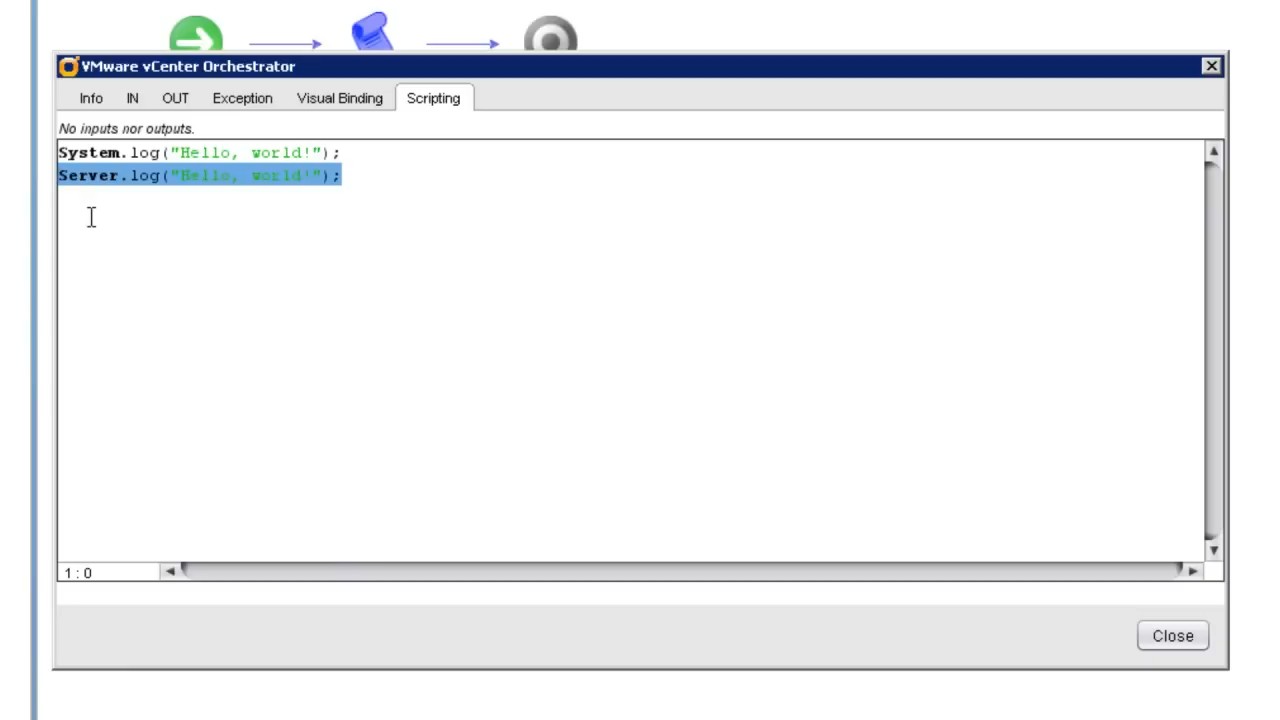 VMware vCenter Orchestrator
Info IN OUT Exception Visual Binding Scripting
No inputs nor outputs.
System.log("Hello, world!");
Server.log("Hello, world!");
1:0
Close